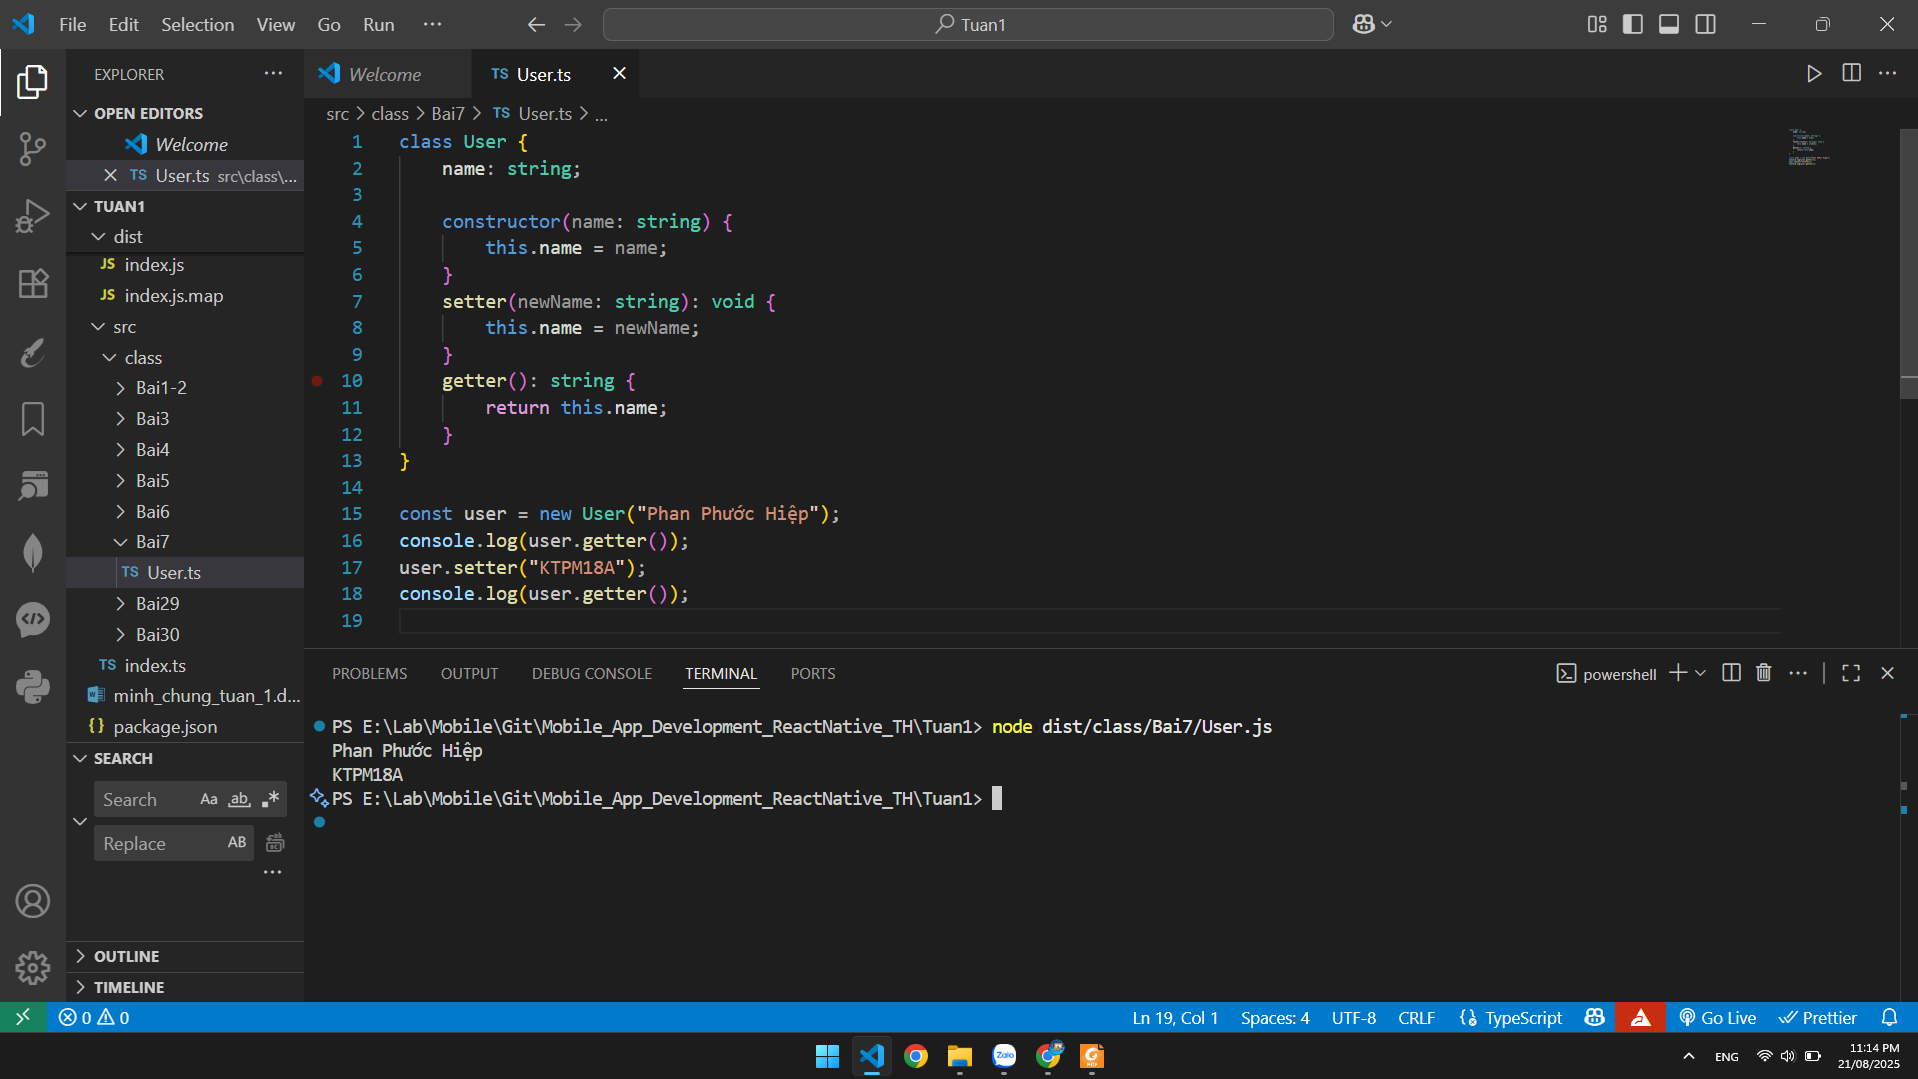 File Edit Selection View Go Run ···
Tuan1
EXPLORER ···
OPEN EDITORS
Welcome
TS User.ts src\class\...
TUAN1
dist
JS index.js
JS index.js.map
src
class
Bai1-2
Bai3
Bai4
Bai5
Bai6
Bai7
TS User.ts
Bai29
Bai30
TS index.ts
minh_chung_tuan_1.d...
{} package.json
SEARCH
Search Aa ab .*
Replace AB
···
OUTLINE
TIMELINE
Welcome
TS User.ts
src > class > Bai7 > TS User.ts > ...
1 class User {
2 name: string;
3
4 constructor(name: string) {
5 this.name = name;
6 }
7 setter(newName: string): void {
8 this.name = newName;
9 }
10 getter(): string {
11 return this.name;
12 }
13 }
14
15 const user = new User("Phan Phước Hiệp");
16 console.log(user.getter());
17 user.setter("KTPM18A");
18 console.log(user.getter());
19
PROBLEMS OUTPUT DEBUG CONSOLE TERMINAL PORTS
powershell
PS E:\Lab\Mobile\Git\Mobile_App_Development_ReactNative_TH\Tuan1> node dist/class/Bai7/User.js
Phan Phước Hiệp
KTPM18A
PS E:\Lab\Mobile\Git\Mobile_App_Development_ReactNative_TH\Tuan1>
0 0
Ln 19, Col 1 Spaces: 4 UTF-8 CRLF TypeScript Go Live Prettier
Zalo
PDF
ENG
11:14 PM
21/08/2025